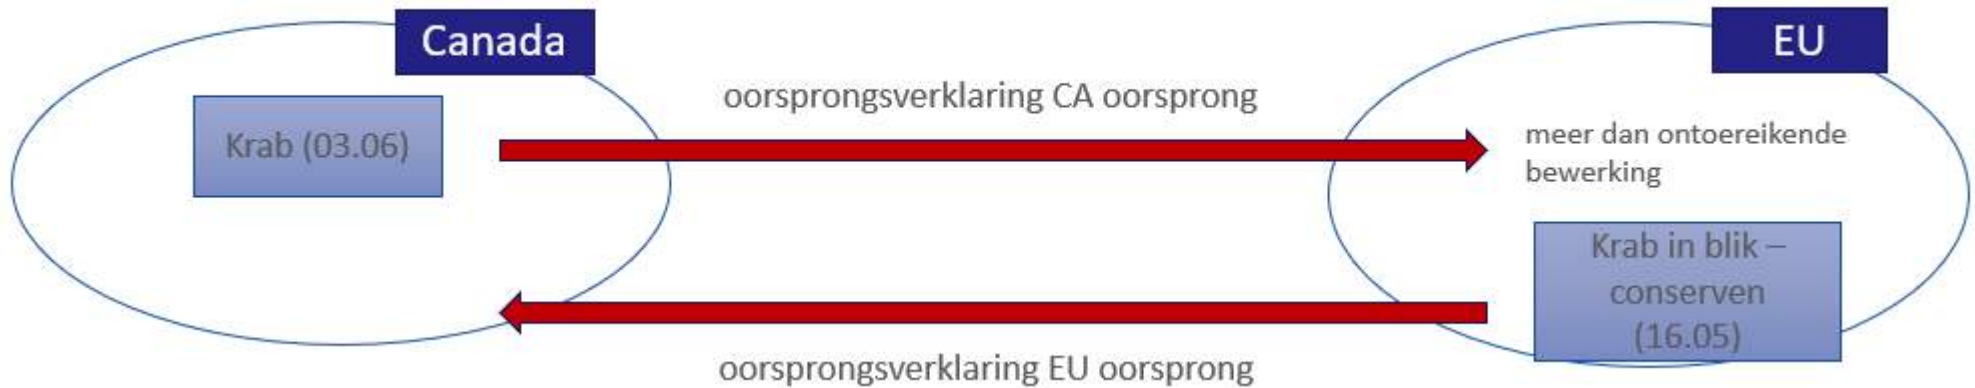 Canada
EU
Krab (03.06)
oorsprongsverklaring CA oorsprong
meer dan ontoereikende
bewerking
Krab in blik –
conserven
(16.05)
oorsprongsverklaring EU oorsprong